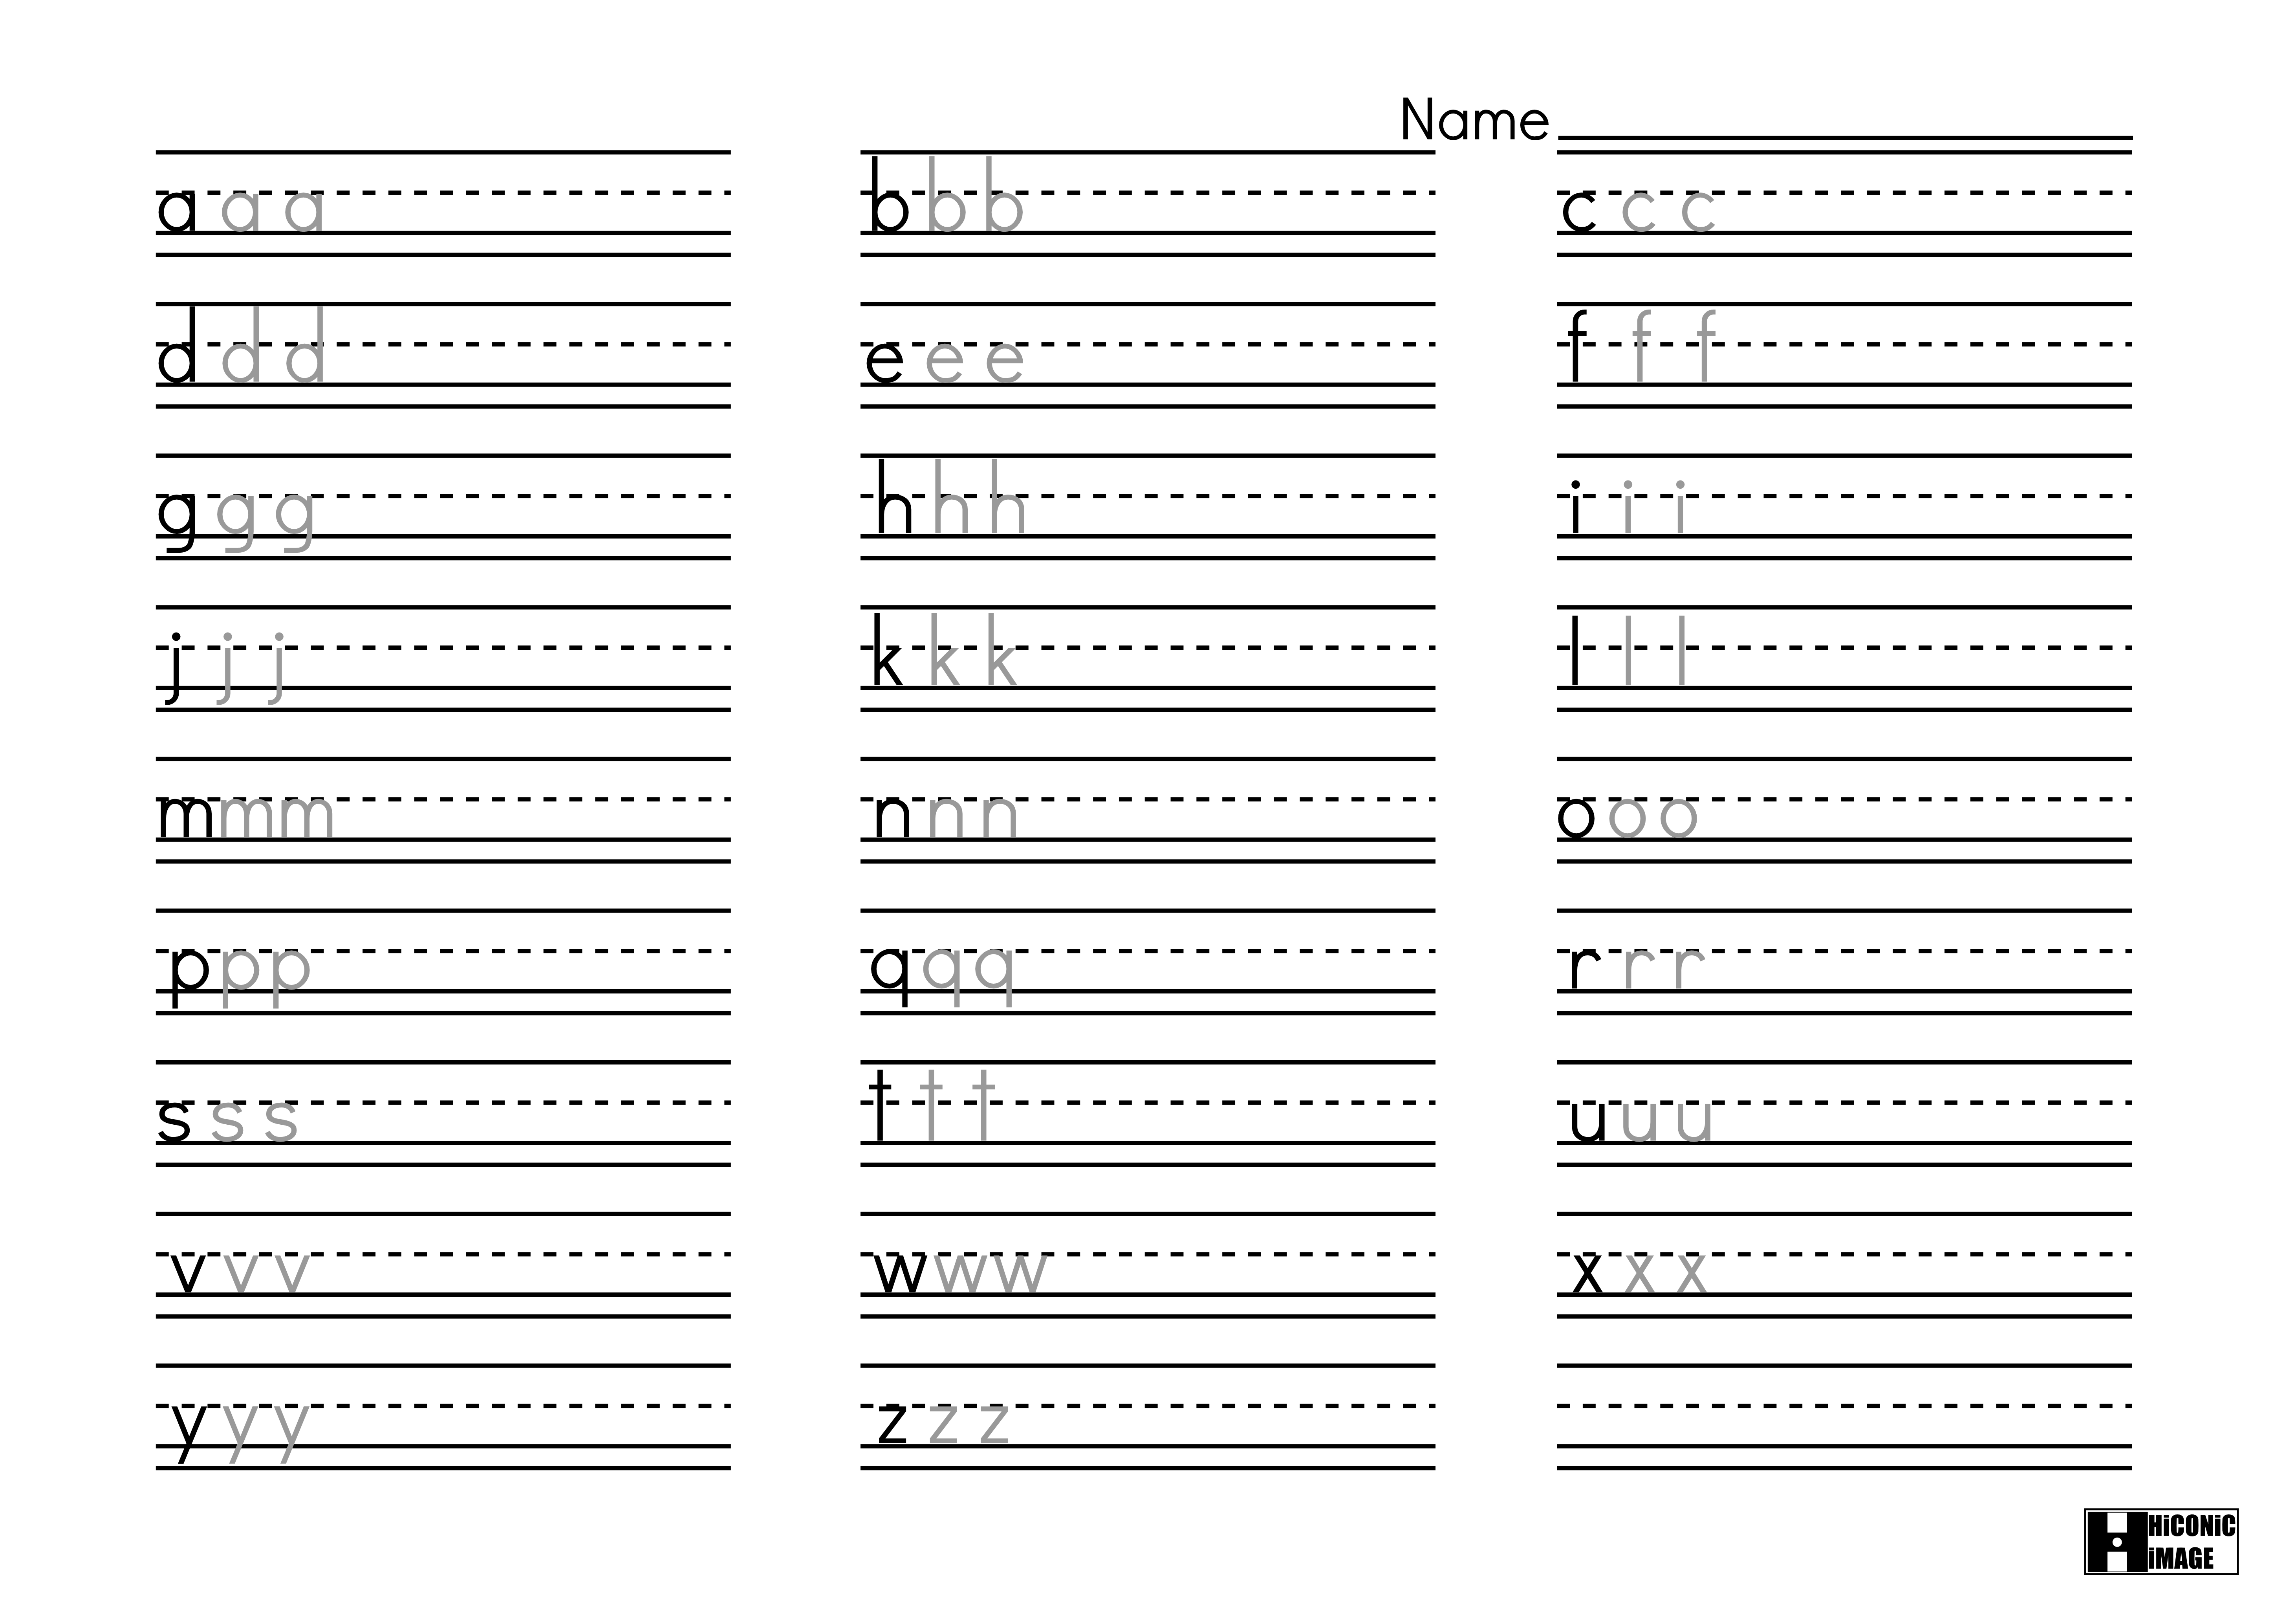 Name
a a a b b b c c c
d d d e e e f f f
g g g h h h i i i
j j j k k k l l l
m m m n n n o o o
p p p q q q r r r
s s s t t t u u u
v v v w w w x x x
y y y z z z
HiCONiC
iMAGE